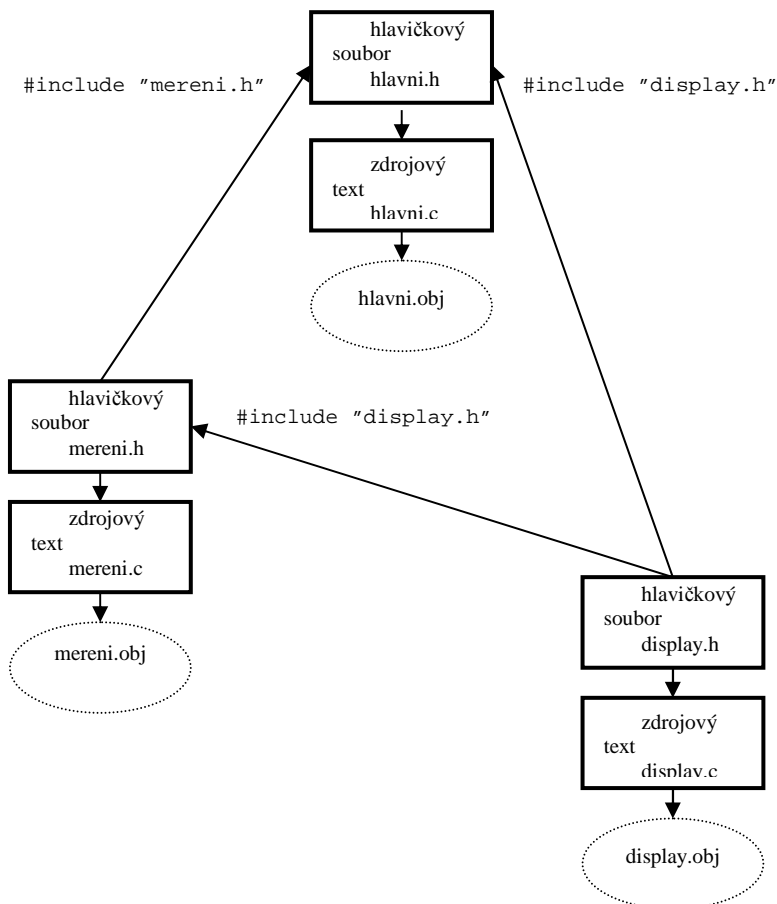 hlavičkový
soubor
hlavni.h
#include ″mereni.h″
#include ″display.h″
zdrojový
text
hlavni.c
hlavni.obj
hlavičkový
soubor
mereni.h
#include ″display.h″
zdrojový
text
mereni.c
mereni.obj
hlavičkový
soubor
display.h
zdrojový
text
display.c
display.obj